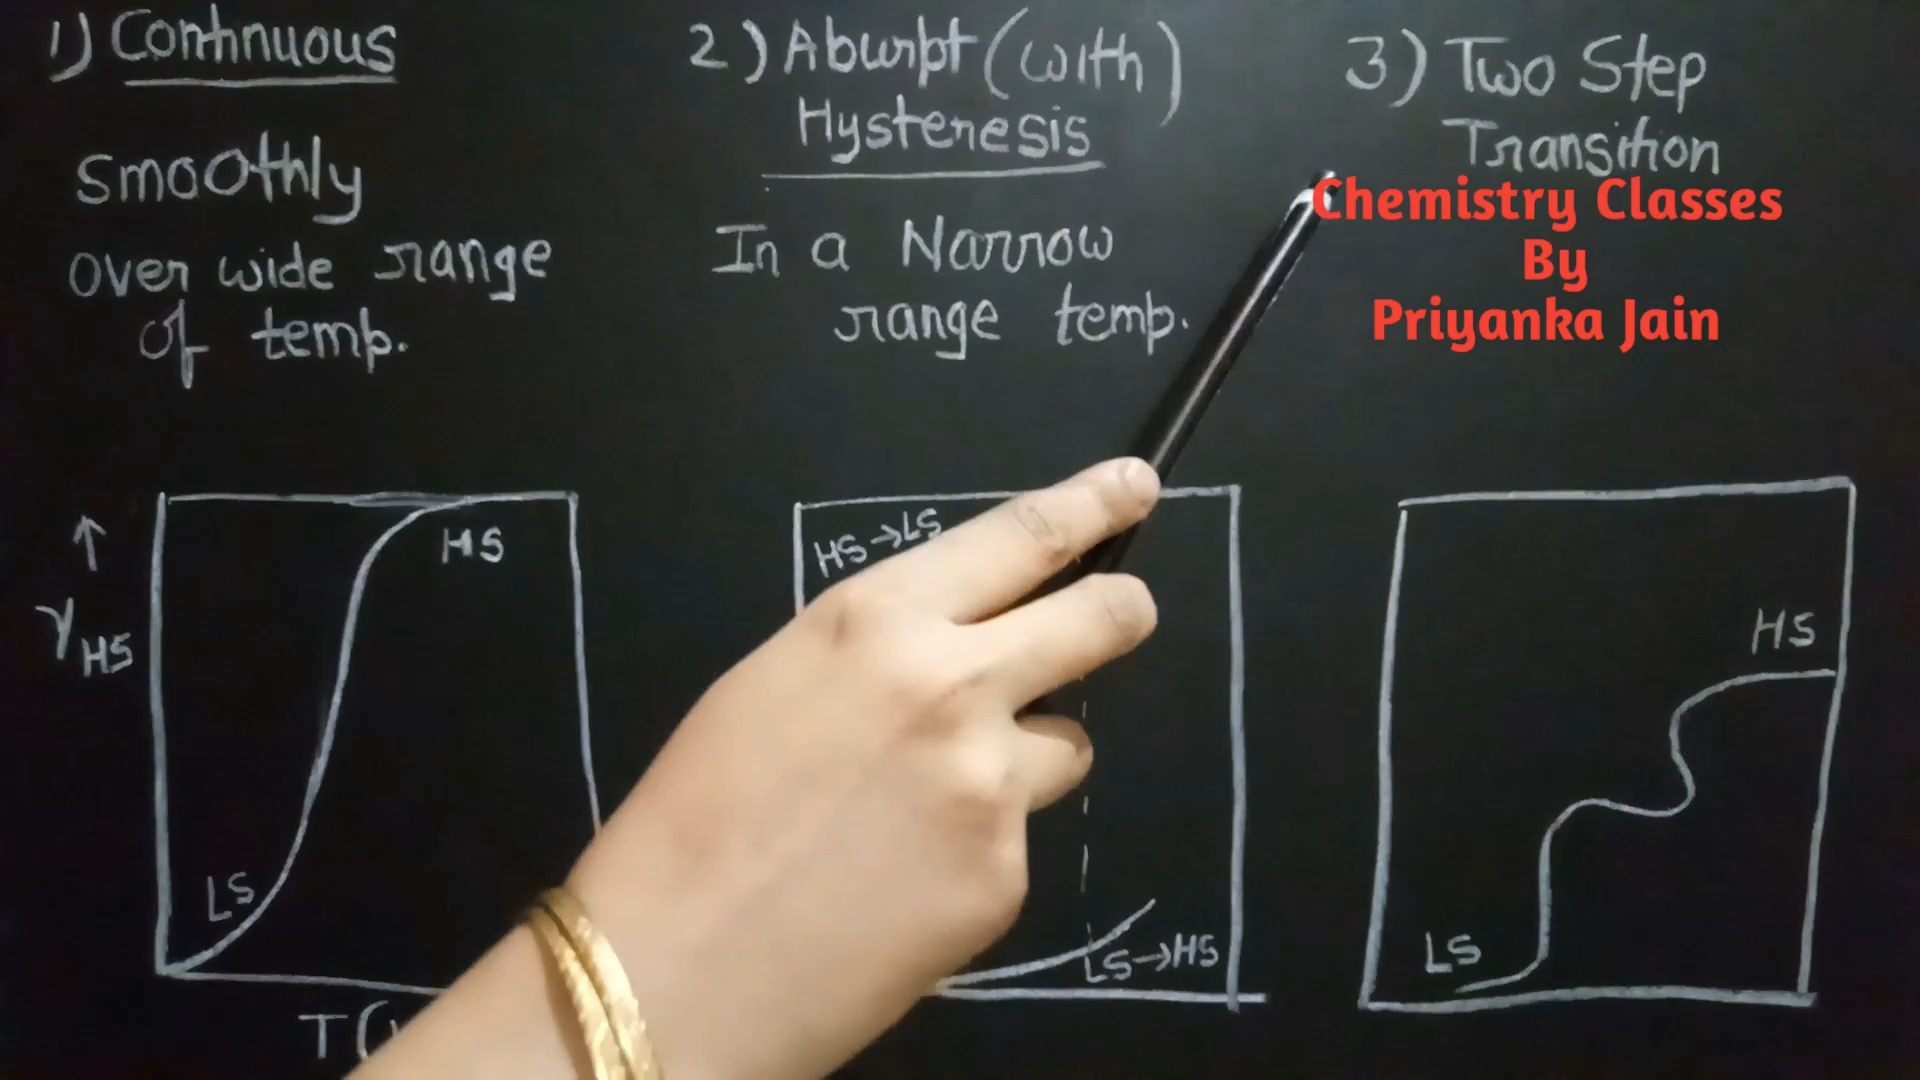 1) Continuous
Smoothly
over wide range
of temp.
2) Aburpt (with)
Hysteresis
In a Narrow
range temp.
3) Two Step
Transition
Chemistry Classes
By
Priyanka Jain
↑
γHS
HS
LS
T(
HS→LS
LS→HS
HS
LS